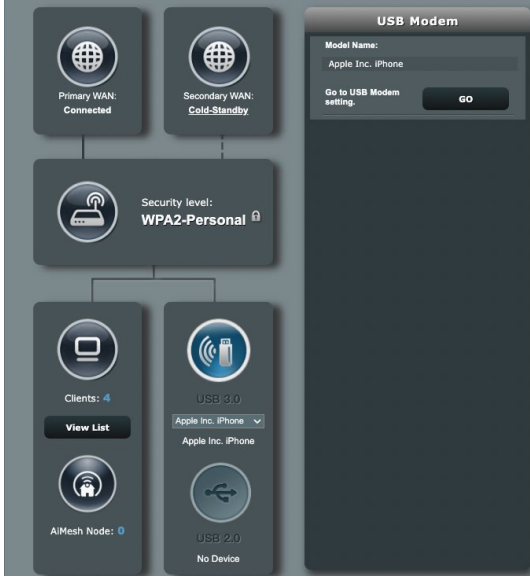 Primary WAN:
Connected
Secondary WAN:
Cold-Standby
Security level:
WPA2-Personal
Clients: 4
View List
AiMesh Node: 0
USB 3.0
Apple Inc. iPhone
Apple Inc. iPhone
USB 2.0
No Device
USB Modem
Model Name:
Apple Inc. iPhone
Go to USB Modem
setting.
GO